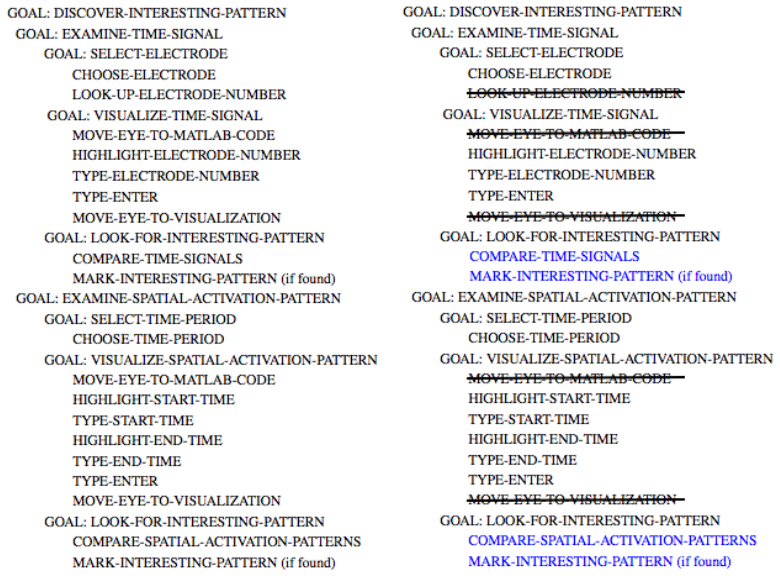 GOAL: DISCOVER-INTERESTING-PATTERN
GOAL: EXAMINE-TIME-SIGNAL
GOAL: SELECT-ELECTRODE
CHOOSE-ELECTRODE
LOOK-UP-ELECTRODE-NUMBER
GOAL: VISUALIZE-TIME-SIGNAL
MOVE-EYE-TO-MATLAB-CODE
HIGHLIGHT-ELECTRODE-NUMBER
TYPE-ELECTRODE-NUMBER
TYPE-ENTER
MOVE-EYE-TO-VISUALIZATION
GOAL: LOOK-FOR-INTERESTING-PATTERN
COMPARE-TIME-SIGNALS
MARK-INTERESTING-PATTERN (if found)
GOAL: EXAMINE-SPATIAL-ACTIVATION-PATTERN
GOAL: SELECT-TIME-PERIOD
CHOOSE-TIME-PERIOD
GOAL: VISUALIZE-SPATIAL-ACTIVATION-PATTERN
MOVE-EYE-TO-MATLAB-CODE
HIGHLIGHT-START-TIME
TYPE-START-TIME
HIGHLIGHT-END-TIME
TYPE-END-TIME
TYPE-ENTER
MOVE-EYE-TO-VISUALIZATION
GOAL: LOOK-FOR-INTERESTING-PATTERN
COMPARE-SPATIAL-ACTIVATION-PATTERNS
MARK-INTERESTING-PATTERN (if found)
GOAL: DISCOVER-INTERESTING-PATTERN
GOAL: EXAMINE-TIME-SIGNAL
GOAL: SELECT-ELECTRODE
CHOOSE-ELECTRODE
LOOK-UP-ELECTRODE-NUMBER
GOAL: VISUALIZE-TIME-SIGNAL
MOVE-EYE-TO-MATLAB-CODE
HIGHLIGHT-ELECTRODE-NUMBER
TYPE-ELECTRODE-NUMBER
TYPE-ENTER
MOVE-EYE-TO-VISUALIZATION
GOAL: LOOK-FOR-INTERESTING-PATTERN
COMPARE-TIME-SIGNALS
MARK-INTERESTING-PATTERN (if found)
GOAL: EXAMINE-SPATIAL-ACTIVATION-PATTERN
GOAL: SELECT-TIME-PERIOD
CHOOSE-TIME-PERIOD
GOAL: VISUALIZE-SPATIAL-ACTIVATION-PATTERN
MOVE-EYE-TO-MATLAB-CODE
HIGHLIGHT-START-TIME
TYPE-START-TIME
HIGHLIGHT-END-TIME
TYPE-END-TIME
TYPE-ENTER
MOVE-EYE-TO-VISUALIZATION
GOAL: LOOK-FOR-INTERESTING-PATTERN
COMPARE-SPATIAL-ACTIVATION-PATTERNS
MARK-INTERESTING-PATTERN (if found)